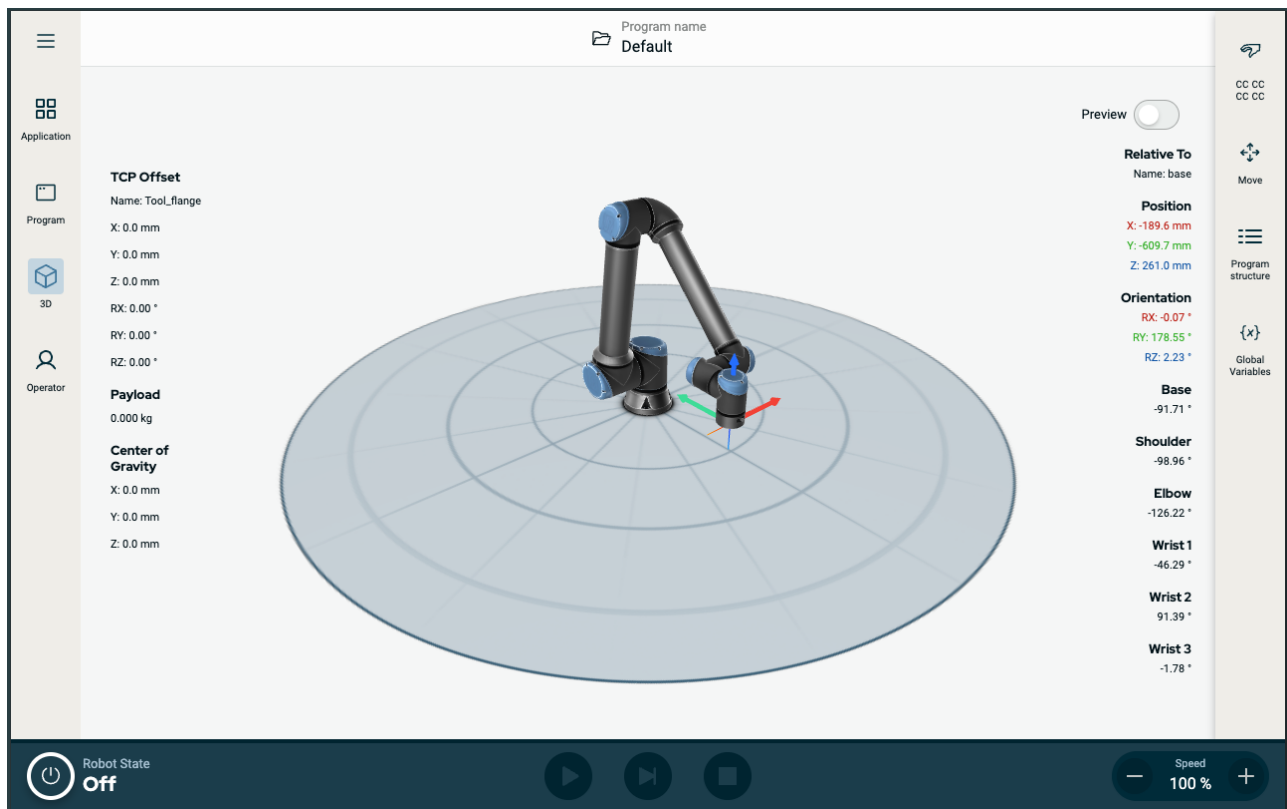 Program name
Default
Application
Program
3D
Operator
TCP Offset
Name: Tool_flange
X: 0.0 mm
Y: 0.0 mm
Z: 0.0 mm
RX: 0.00 °
RY: 0.00 °
RZ: 0.00 °
Payload
0.000 kg
Center of
Gravity
X: 0.0 mm
Y: 0.0 mm
Z: 0.0 mm
Preview
Relative To
Name: base
Position
X: -189.6 mm
Y: -609.7 mm
Z: 261.0 mm
Orientation
RX: -0.07 °
RY: 178.55 °
RZ: 2.23 °
Base
-91.71 °
Shoulder
-98.96 °
Elbow
-126.22 °
Wrist 1
-46.29 °
Wrist 2
91.39 °
Wrist 3
-1.78 °
CC CC
CC CC
Move
Program
structure
{x}
Global
Variables
Robot State
Off
Speed
100 %